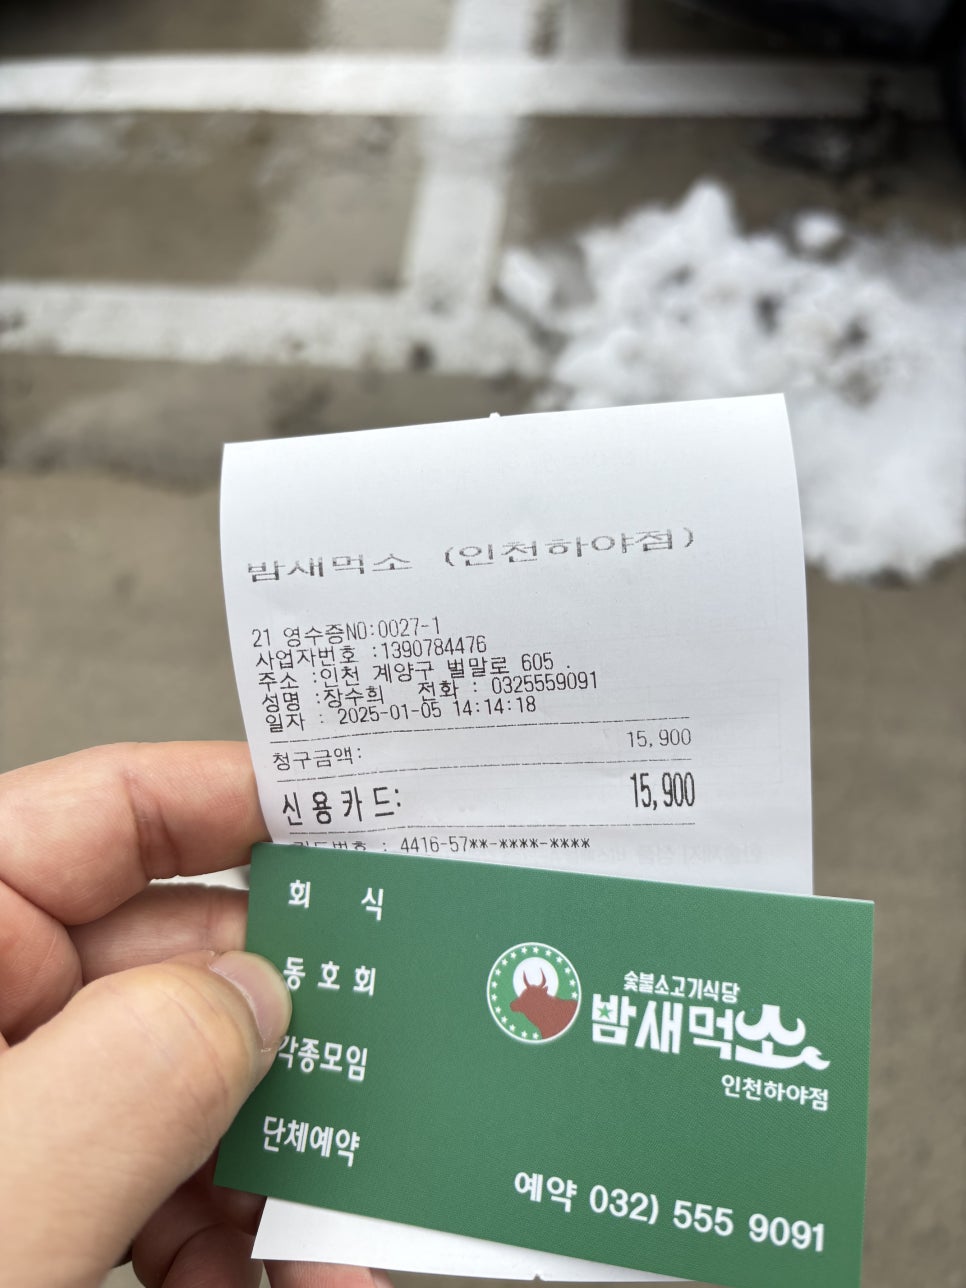 밤새먹소 (인천하야점)
21 영수증NO:0027-1
사업자번호 :1390784476
주소 :인천 계양구 벌말로 605 .
성명 :장수희 전화 : 0325559091
일자 : 2025-01-05 14:14:18
청구금액: 15,900
신용카드: 15,900
카드번호 : 4416-57**-****-****
회 식
동호회
각종모임
단체예약
숯불소고기식당
밤새먹소
인천하야점
예약 032) 555 9091